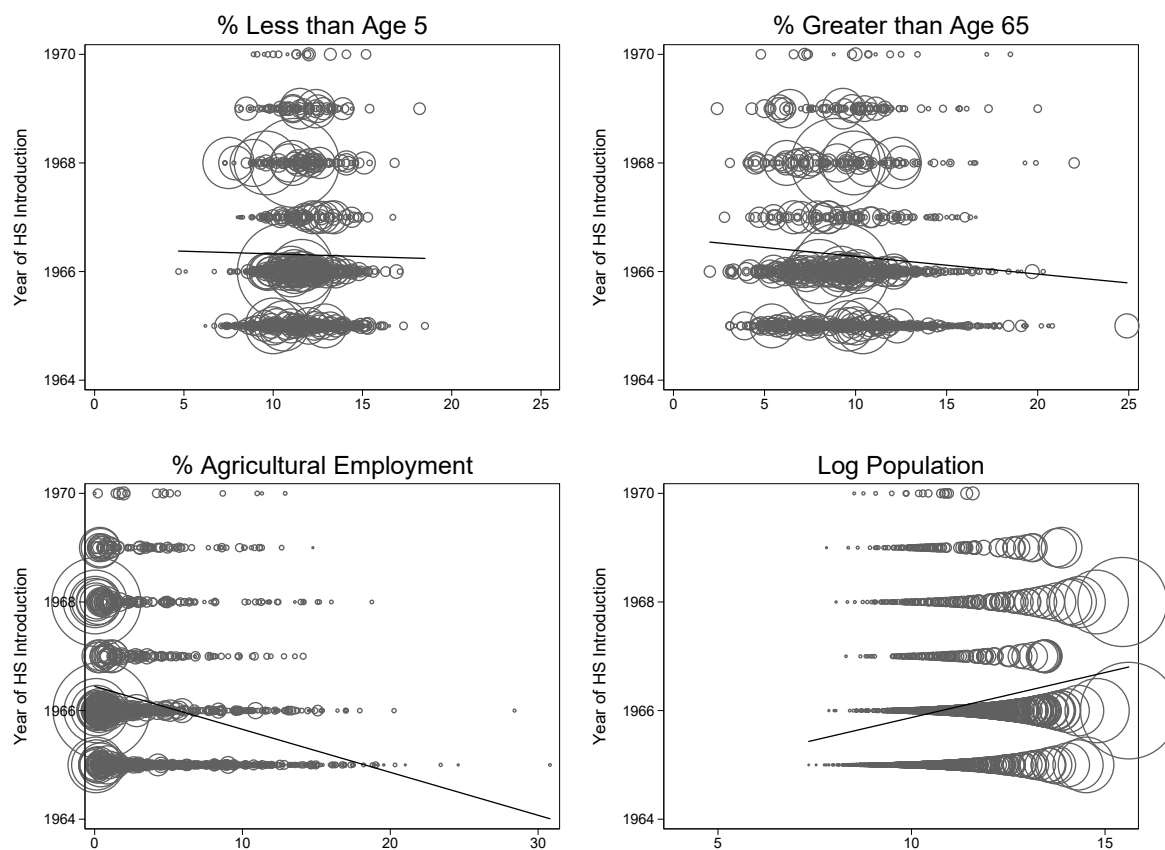 % Less than Age 5
Year of HS Introduction
1970
1968
1966
1964
0 5 10 15 20 25
% Greater than Age 65
Year of HS Introduction
1970
1968
1966
1964
0 5 10 15 20 25
% Agricultural Employment
Year of HS Introduction
1970
1968
1966
1964
0 10 20 30
Log Population
Year of HS Introduction
1970
1968
1966
1964
5 10 15